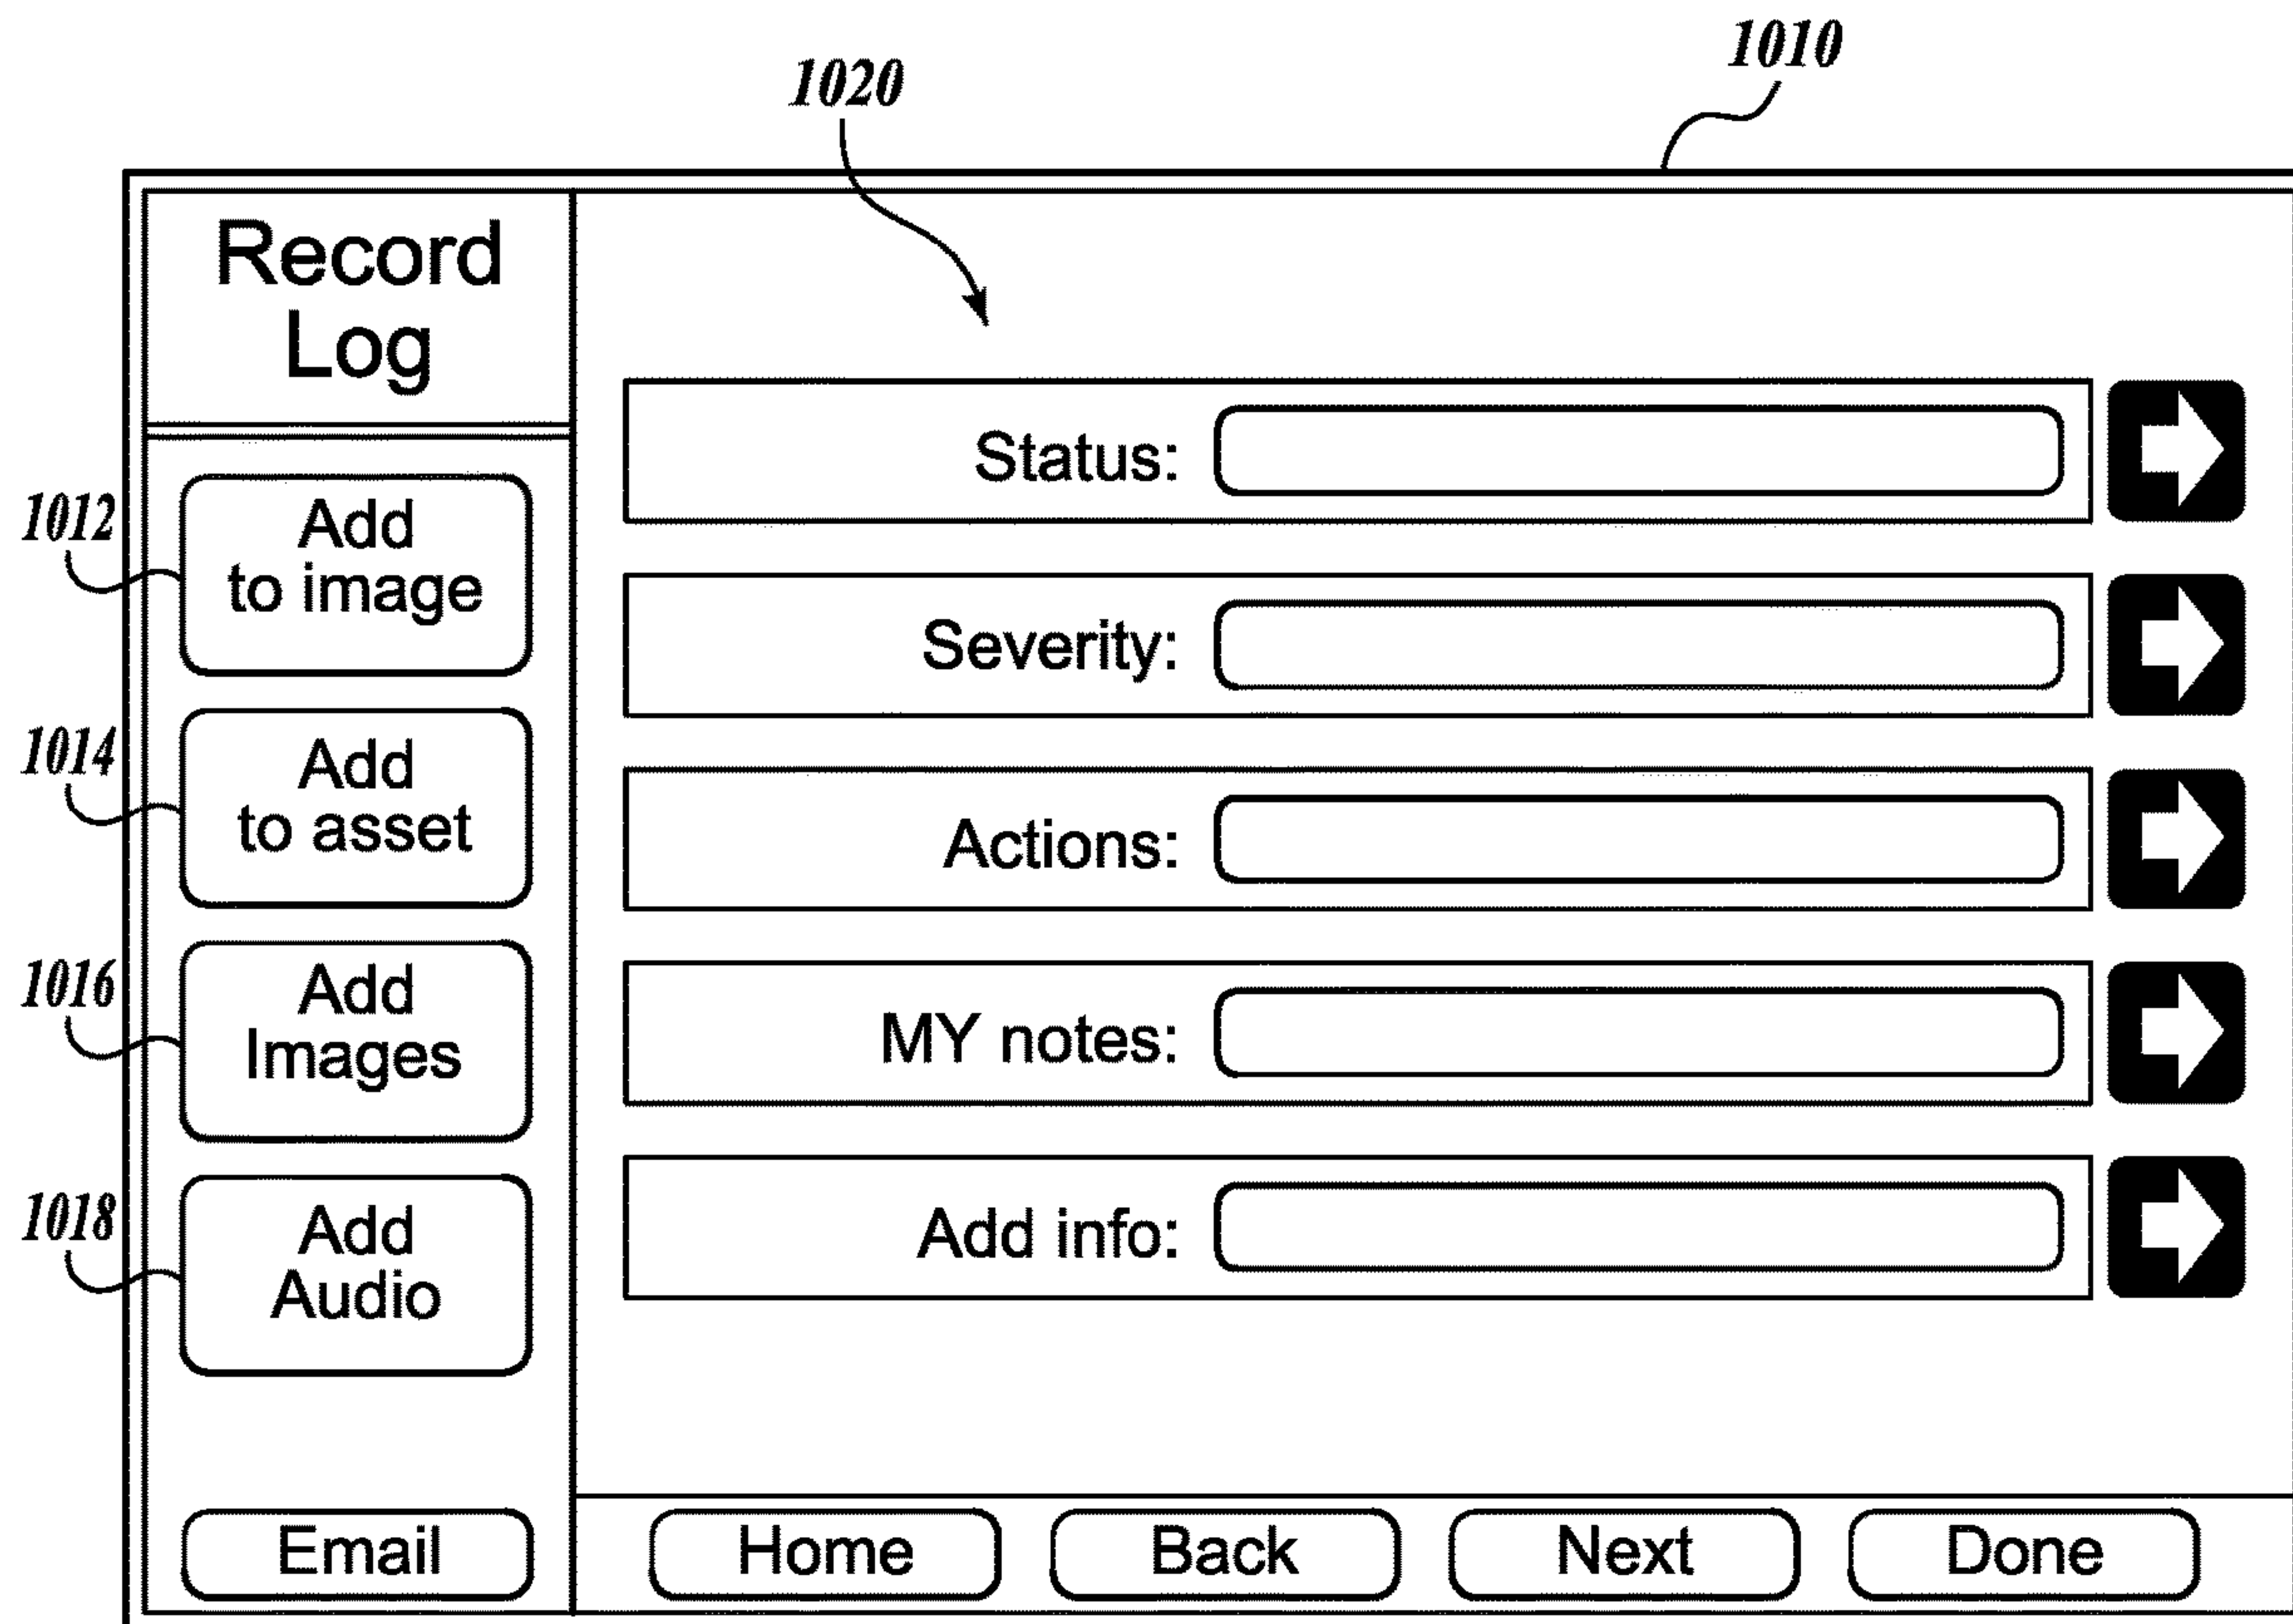 1010
1020
Record
Log
1012
Add
to image
1014
Add
to asset
1016
Add
Images
1018
Add
Audio
Email
Status:
Severity:
Actions:
MY notes:
Add info:
Home
Back
Next
Done